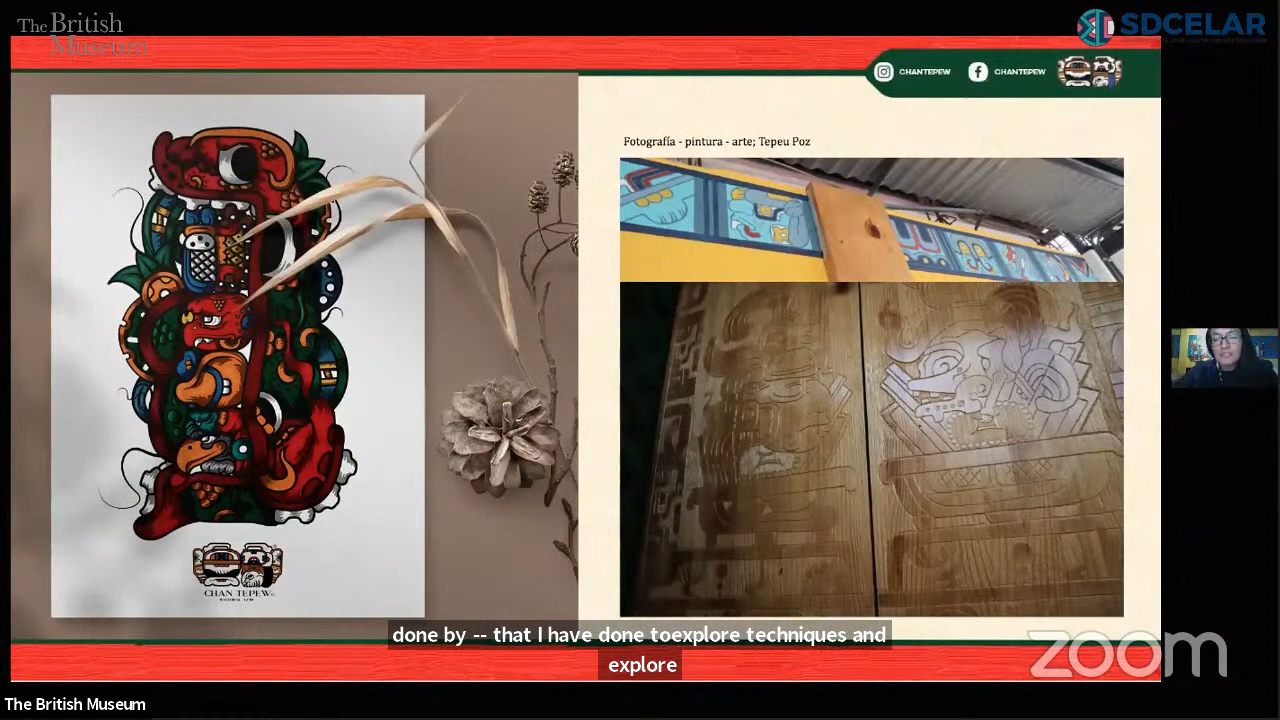 The British
Museum
SDCELAR
CHANTEPEW
CHANTEPEW
Fotografía - pintura - arte; Tepeu Poz
CHAN TEPEW
done by -- that I have done toexplore techniques and
explore
zoom
The British Museum